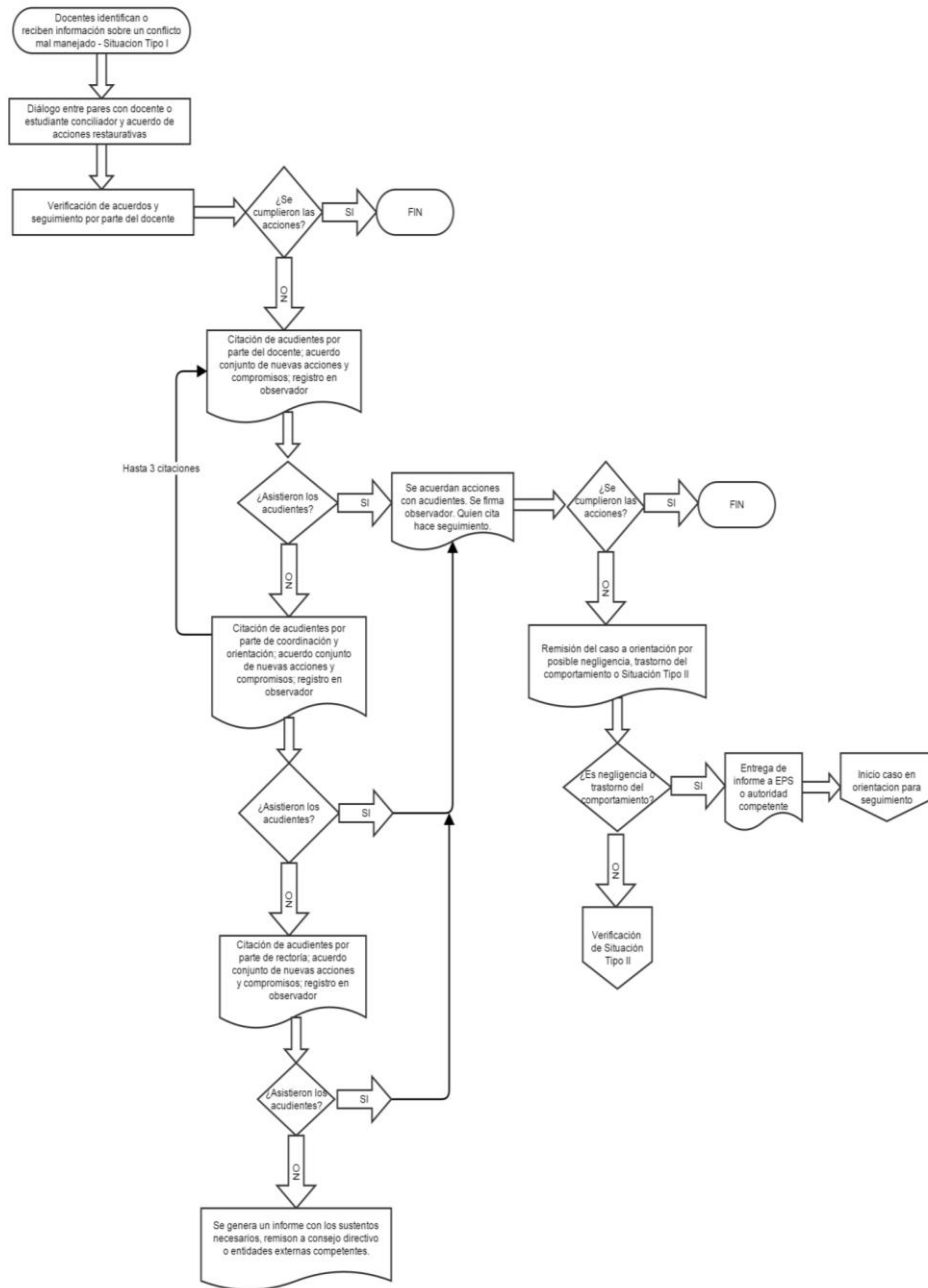 Docentes identifican o
reciben información sobre un conflicto
mal manejado - Situacion Tipo I
Diálogo entre pares con docente o
estudiante conciliador y acuerdo de
acciones restaurativas
Verificación de acuerdos y
seguimiento por parte del docente
¿Se
cumplieron las
acciones?
SI
FIN
NO
Citación de acudientes por
parte del docente; acuerdo
conjunto de nuevas acciones y
compromisos; registro en
observador
Hasta 3 citaciones
¿Asistieron los
acudientes?
SI
Se acuerdan acciones
con acudientes. Se firma
observador. Quien cita
hace seguimiento.
¿Se
cumplieron las
acciones?
SI
FIN
NO
NO
Citación de acudientes por
parte de coordinación y
orientación; acuerdo conjunto
de nuevas acciones y
compromisos; registro en
observador
Remisión del caso a orientación por
posible negligencia, trastorno del
comportamiento o Situación Tipo II
¿Es negligencia o
trastorno del
comportamiento?
SI
Entrega de
informe a EPS
o autoridad
competente
Inicio caso en
orientacion para
seguimiento
¿Asistieron los
acudientes?
SI
NO
NO
Verificación
de Situación
Tipo II
Citación de acudientes por
parte de rectoría; acuerdo
conjunto de nuevas acciones
y compromisos; registro en
observador
¿Asistieron los
acudientes?
SI
NO
Se genera un informe con los sustentos
necesarios, remison a consejo directivo
o entidades externas competentes.